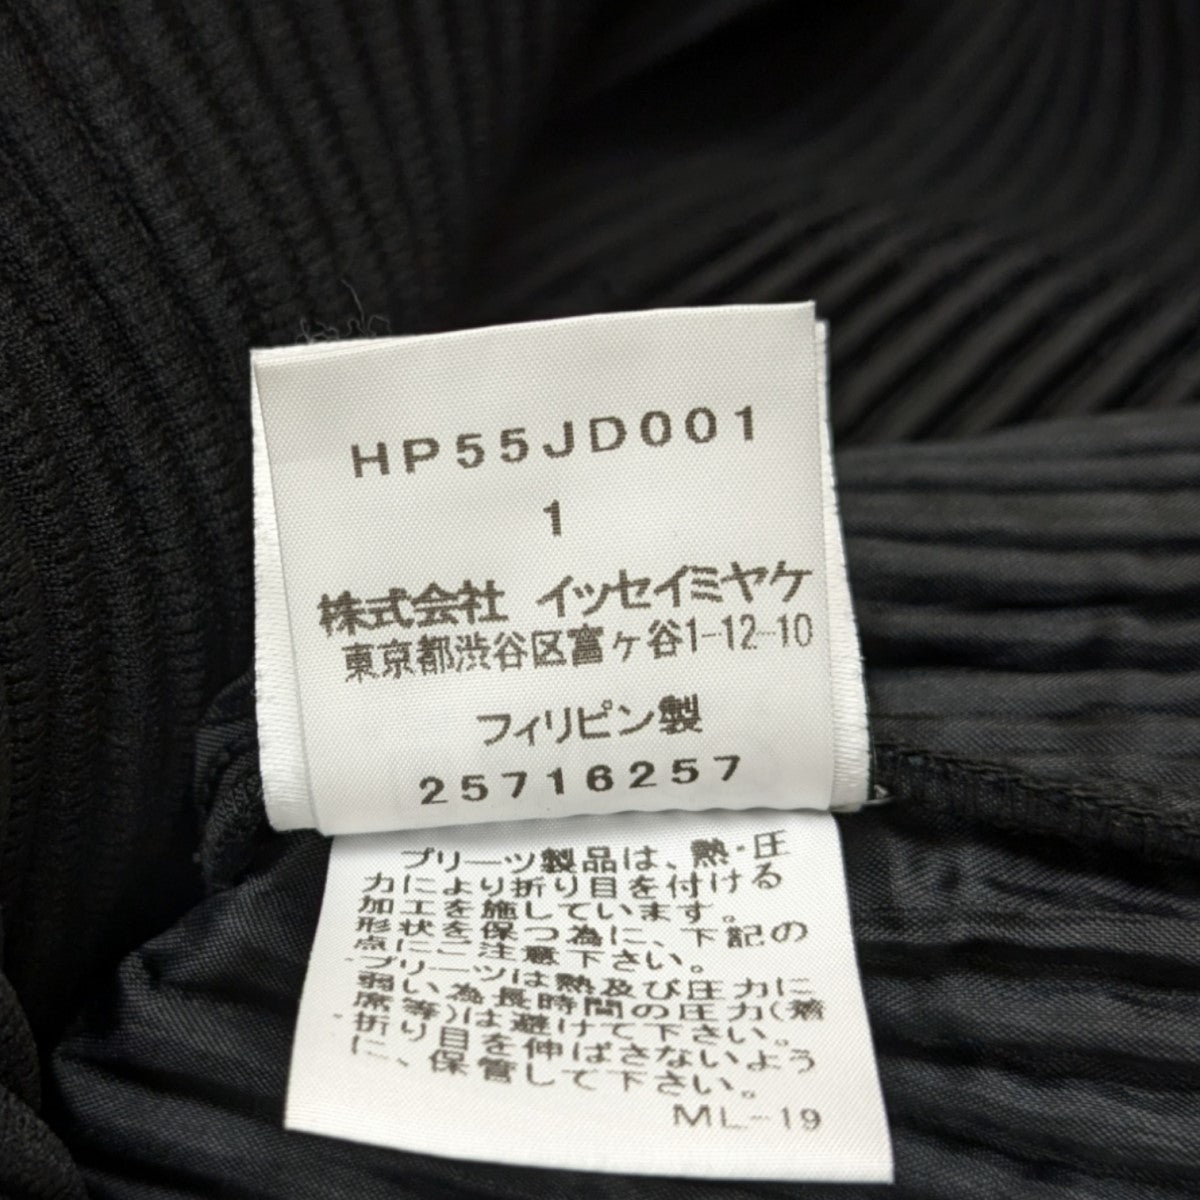 HP55JD001
1
株式会社 イッセイミヤケ
東京都渋谷区富ヶ谷1-12-10
フィリピン製
25716257
プリーツ製品は、熱・圧
力により折り目を付ける
加工を施しています。
形状を保つ為に、下記の
点にご注意下さい。
プリーツは熱及び圧力に
弱い為長時間の圧力(着
席等)は避けて下さい。
折り目を伸ばさないよう
に、保管して下さい。
ML-19